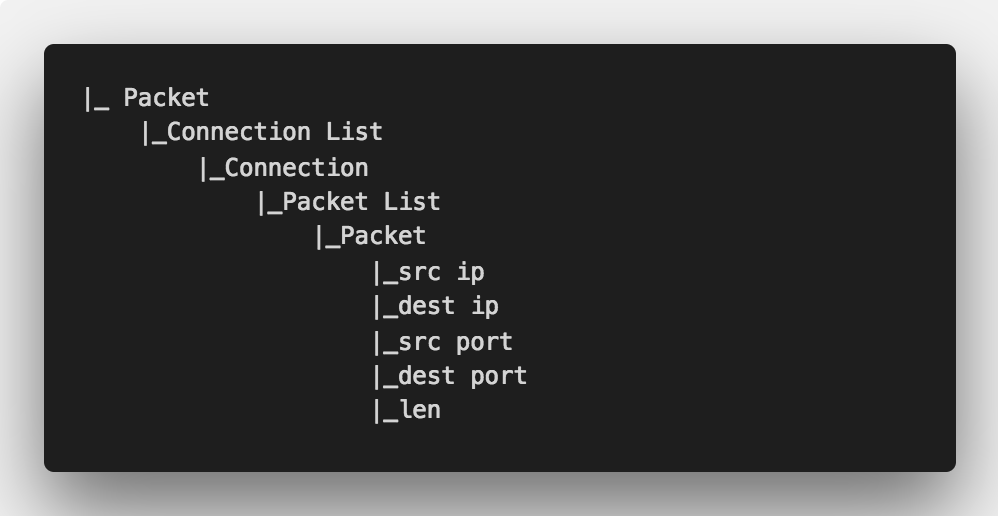 |_ Packet
    |_Connection List
        |_Connection
            |_Packet List
                |_Packet
                    |_src ip
                    |_dest ip
                    |_src port
                    |_dest port
                    |_len